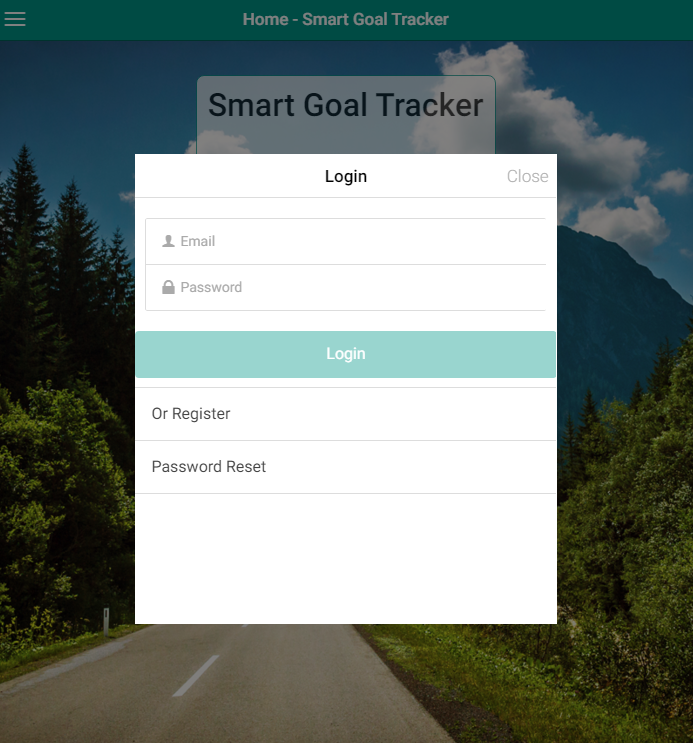 Home - Smart Goal Tracker
Smart Goal Tracker
Login
Close
Email
Password
Login
Or Register
Password Reset